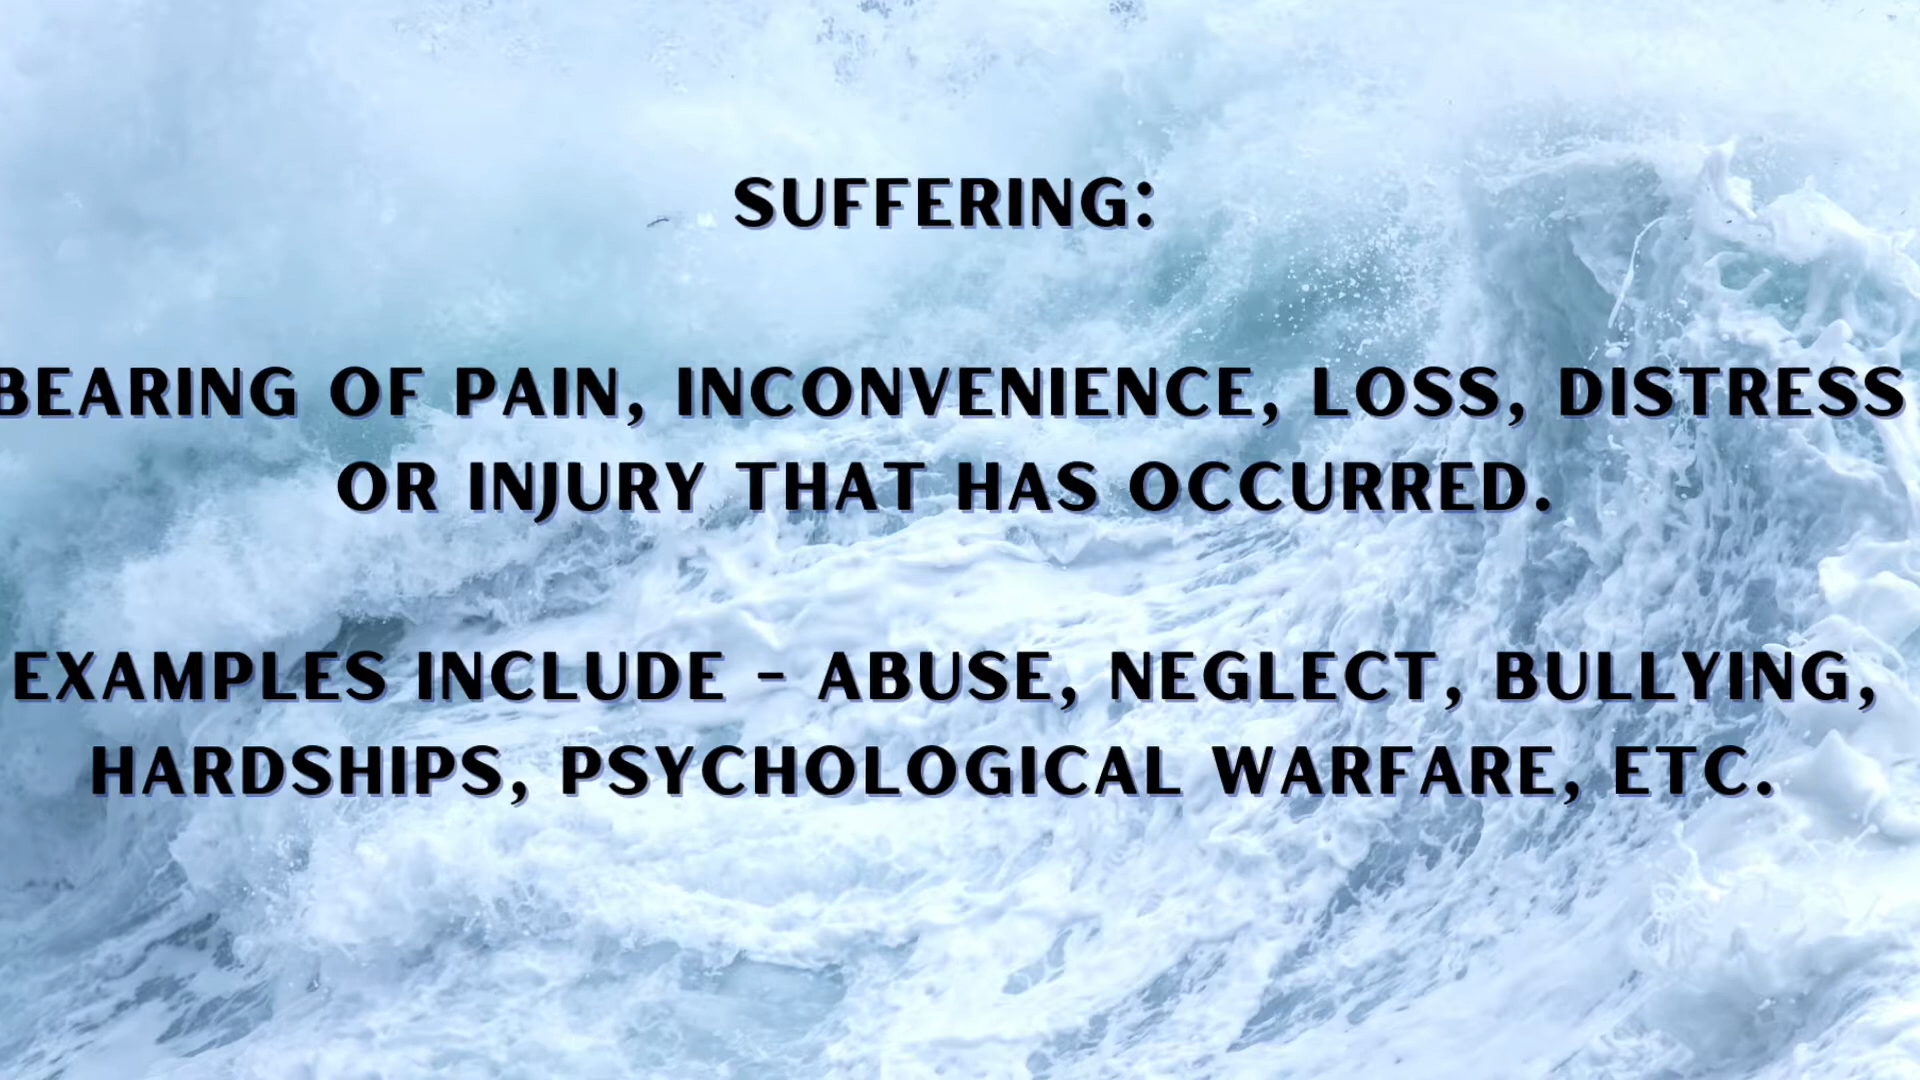 SUFFERING:
BEARING OF PAIN, INCONVENIENCE, LOSS, DISTRESS
OR INJURY THAT HAS OCCURRED.
EXAMPLES INCLUDE - ABUSE, NEGLECT, BULLYING,
HARDSHIPS, PSYCHOLOGICAL WARFARE, ETC.